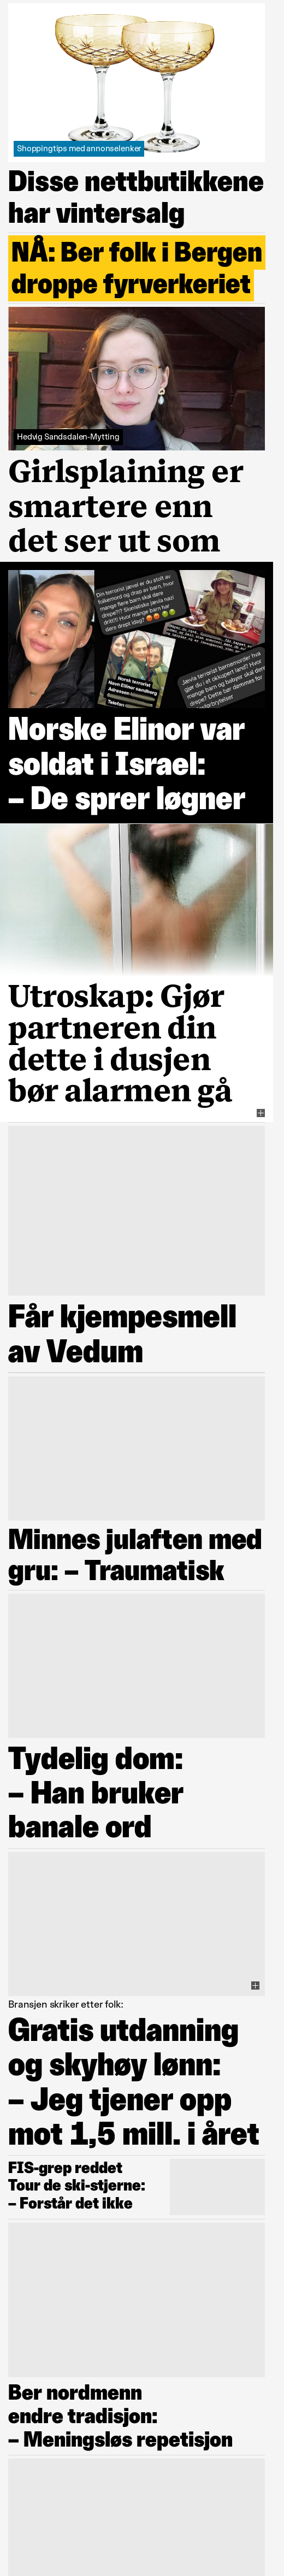 Shoppingtips med annonselenker
Disse nettbutikkene
har vintersalg
NÅ: Ber folk i Bergen
droppe fyrverkeriet
Hedvig Sandsdalen-Mytting
Girlsplaining er
smartere enn
det ser ut som
Norsk terrorist
Navn Elinor sandborg
Adresse
Telefon
Norske Elinor var
soldat i Israel:
– De sprer løgner
Utroskap: Gjør
partneren din
dette i dusjen
bør alarmen gå
Får kjempesmell
av Vedum
Minnes julaften med
gru: – Traumatisk
Tydelig dom:
– Han bruker
banale ord
Bransjen skriker etter folk:
Gratis utdanning
og skyhøy lønn:
– Jeg tjener opp
mot 1,5 mill. i året
FIS-grep reddet
Tour de ski-stjerne:
– Forstår det ikke
Ber nordmenn
endre tradisjon:
– Meningsløs repetisjon